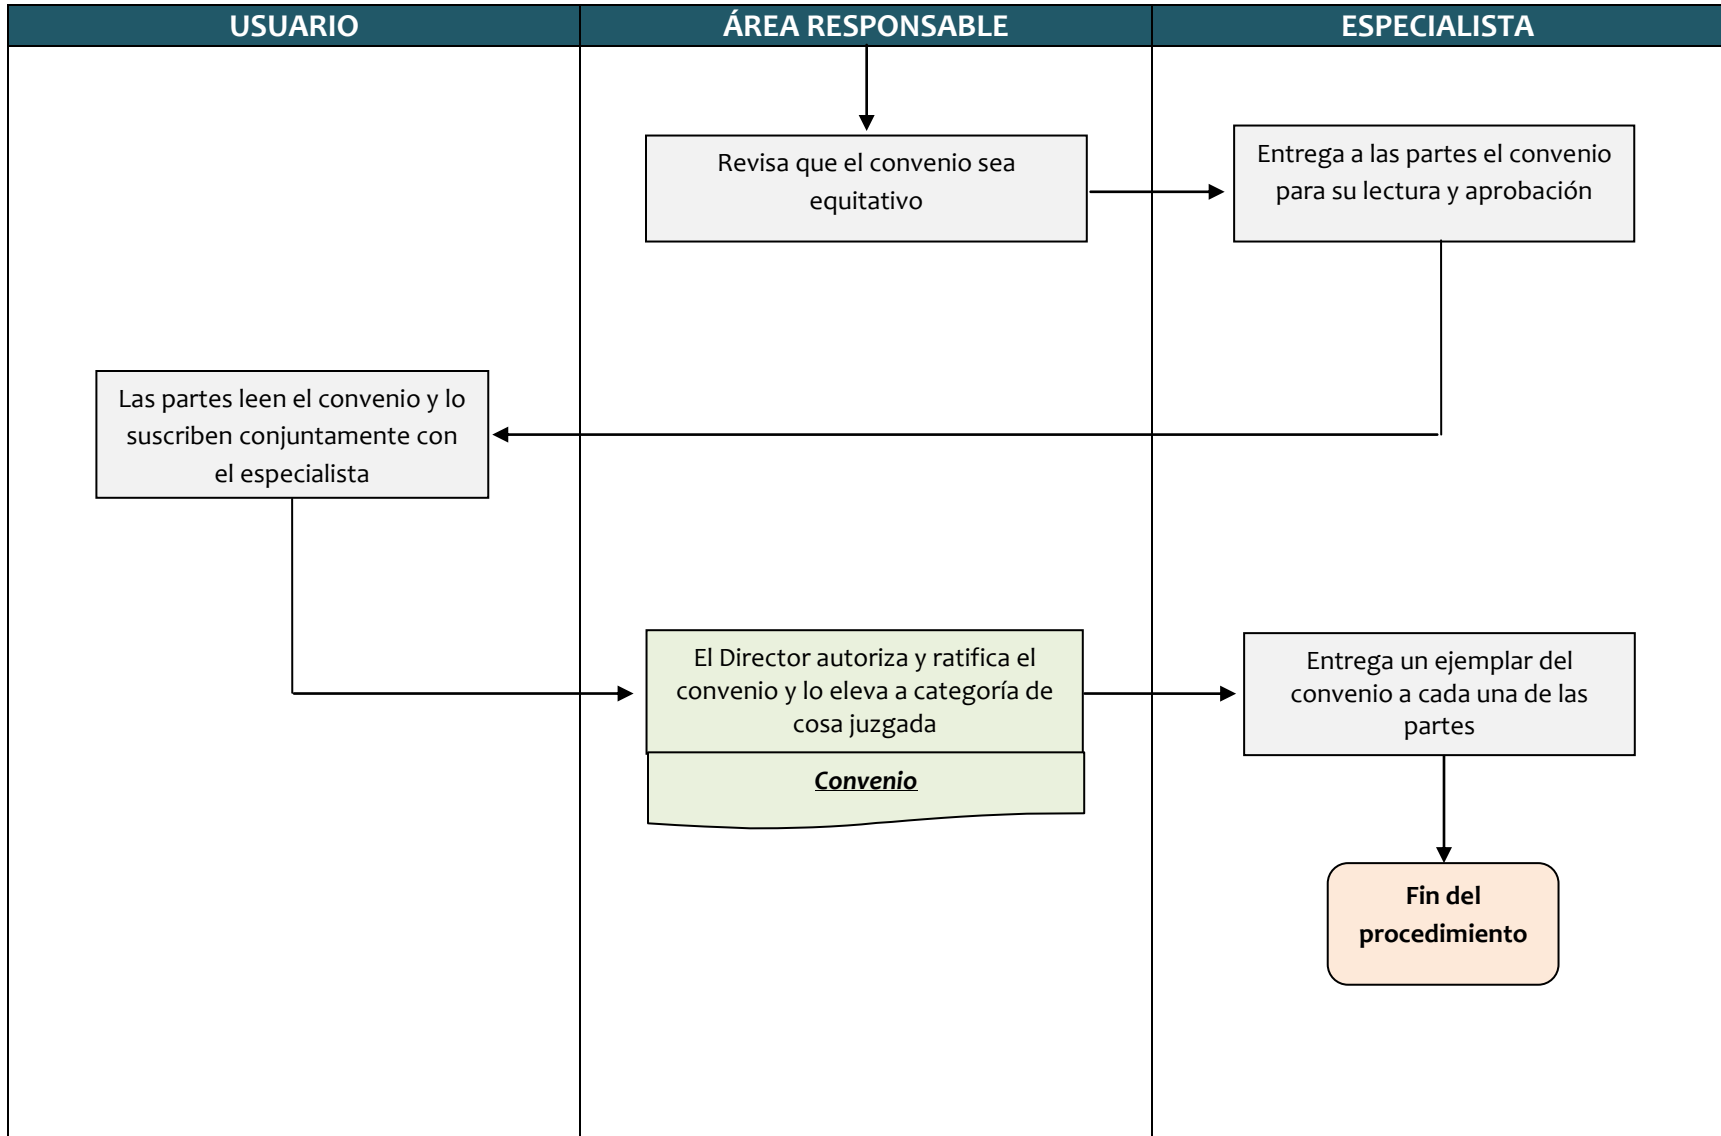 USUARIO
ÁREA RESPONSABLE
ESPECIALISTA
Revisa que el convenio sea
equitativo
Entrega a las partes el convenio
para su lectura y aprobación
Las partes leen el convenio y lo
suscriben conjuntamente con
el especialista
El Director autoriza y ratifica el
convenio y lo eleva a categoría de
cosa juzgada
Convenio
Entrega un ejemplar del
convenio a cada una de las
partes
Fin del
procedimiento